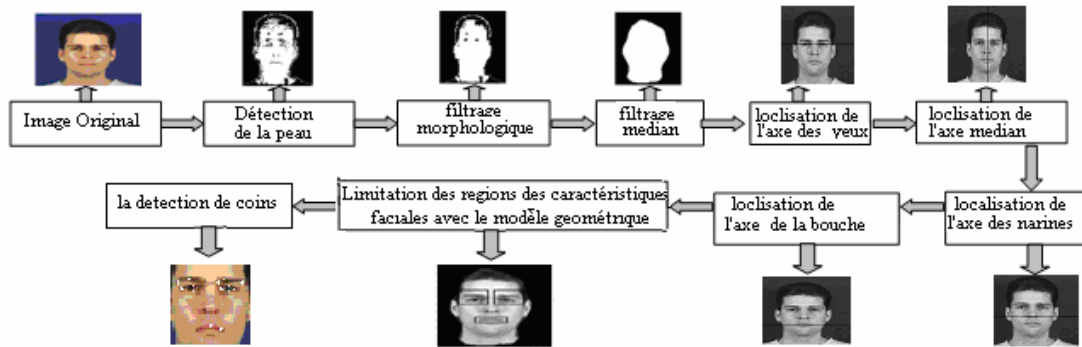 Image Original
Détection
de la peau
filtrage
morphologique
filtrage
median
loclisation de
l'axe des yeux
loclisation de
l'axe median
localisation de
l'axe des narines
loclisation de
l'axe de la bouche
Limitation des regions des caractéristiques
faciales avec le modèle geométrique
la detection de coins